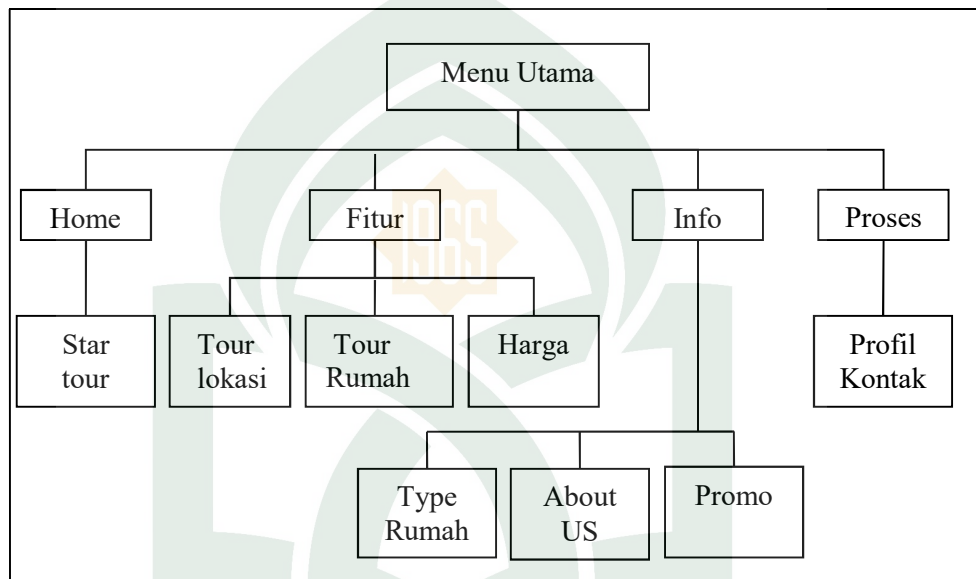 Menu Utama
Home
Fitur
Info
Proses
Star
tour
Tour
lokasi
Tour
Rumah
Harga
Profil
Kontak
Type
Rumah
About
US
Promo
1965